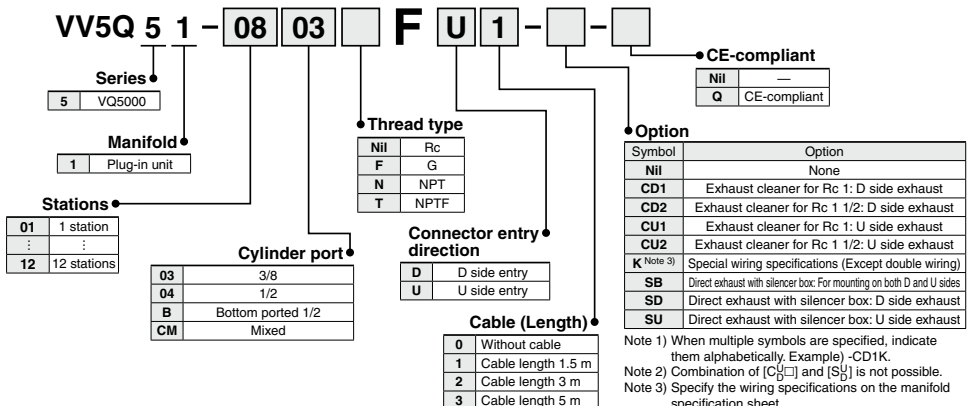 VV5Q 5 1 - 08 03 F U 1 - -
Series
5 VQ5000
Manifold
1 Plug-in unit
Stations
01 1 station
⋮ ⋮
12 12 stations
Cylinder port
03 3/8
04 1/2
B Bottom ported 1/2
CM Mixed
Thread type
Nil Rc
F G
N NPT
T NPTF
Connector entry
direction
D D side entry
U U side entry
Cable (Length)
0 Without cable
1 Cable length 1.5 m
2 Cable length 3 m
3 Cable length 5 m
CE-compliant
Nil —
Q CE-compliant
Option
Symbol Option
Nil None
CD1 Exhaust cleaner for Rc 1: D side exhaust
CD2 Exhaust cleaner for Rc 1 1/2: D side exhaust
CU1 Exhaust cleaner for Rc 1: U side exhaust
CU2 Exhaust cleaner for Rc 1 1/2: U side exhaust
K Note 3) Special wiring specifications (Except double wiring)
SB Direct exhaust with silencer box: For mounting on both D and U sides
SD Direct exhaust with silencer box: D side exhaust
SU Direct exhaust with silencer box: U side exhaust
Note 1) When multiple symbols are specified, indicate
them alphabetically. Example) -CD1K.
Note 2) Combination of [C U D □] and [S U D] is not possible.
Note 3) Specify the wiring specifications on the manifold
specification sheet.